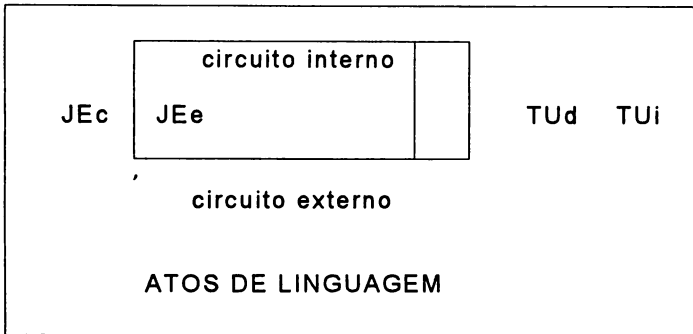 circuito interno
JEc JEe TUd TUi
circuito externo
ATOS DE LINGUAGEM